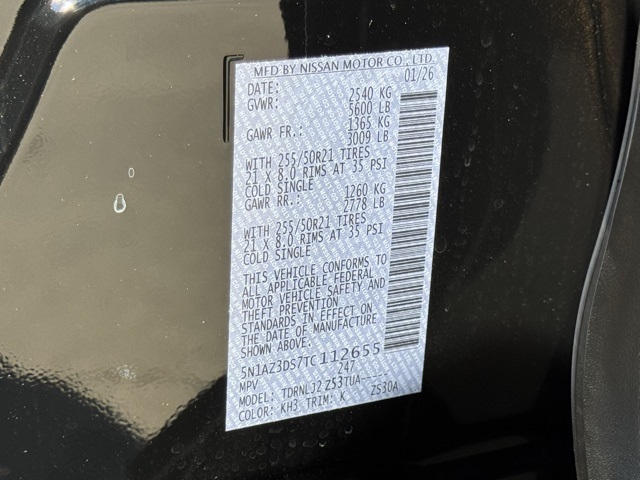 MFD BY NISSAN MOTOR CO., LTD.
DATE: 01/26
GVWR: 2540 KG
5600 LB
GAWR FR.: 1365 KG
3009 LB
WITH 255/50R21 TIRES
21 X 8.0 RIMS AT 35 PSI
COLD SINGLE
GAWR RR.: 1260 KG
2778 LB
WITH 255/50R21 TIRES
21 X 8.0 RIMS AT 35 PSI
COLD SINGLE
THIS VEHICLE CONFORMS TO
ALL APPLICABLE FEDERAL
MOTOR VEHICLE SAFETY AND
THEFT PREVENTION
STANDARDS IN EFFECT ON
THE DATE OF MANUFACTURE
SHOWN ABOVE.
5N1AZ3DS7TC112655
MPV 247
MODEL: TDRNLJ2 Z53TUA-----
COLOR: KH3 TRIM: K Z530A